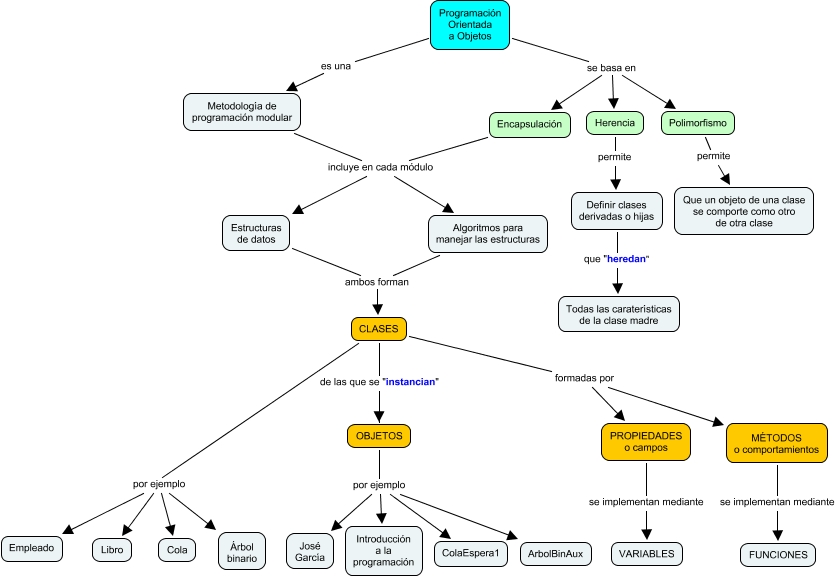 Programación
Orientada
a Objetos
es una
se basa en
Metodología de
programación modular
Encapsulación
Herencia
Polimorfismo
incluye en cada módulo
permite
permite
Estructuras
de datos
Algoritmos para
manejar las estructuras
Definir clases
derivadas o hijas
Que un objeto de una clase
se comporte como otro
de otra clase
que "heredan"
ambos forman
Todas las caraterísticas
de la clase madre
CLASES
de las que se "instancian"
formadas por
OBJETOS
PROPIEDADES
o campos
MÉTODOS
o comportamientos
por ejemplo
por ejemplo
se implementan mediante
se implementan mediante
Empleado
Libro
Cola
Árbol
binario
José
García
Introducción
a la
programación
ColaEspera1
ArbolBinAux
VARIABLES
FUNCIONES